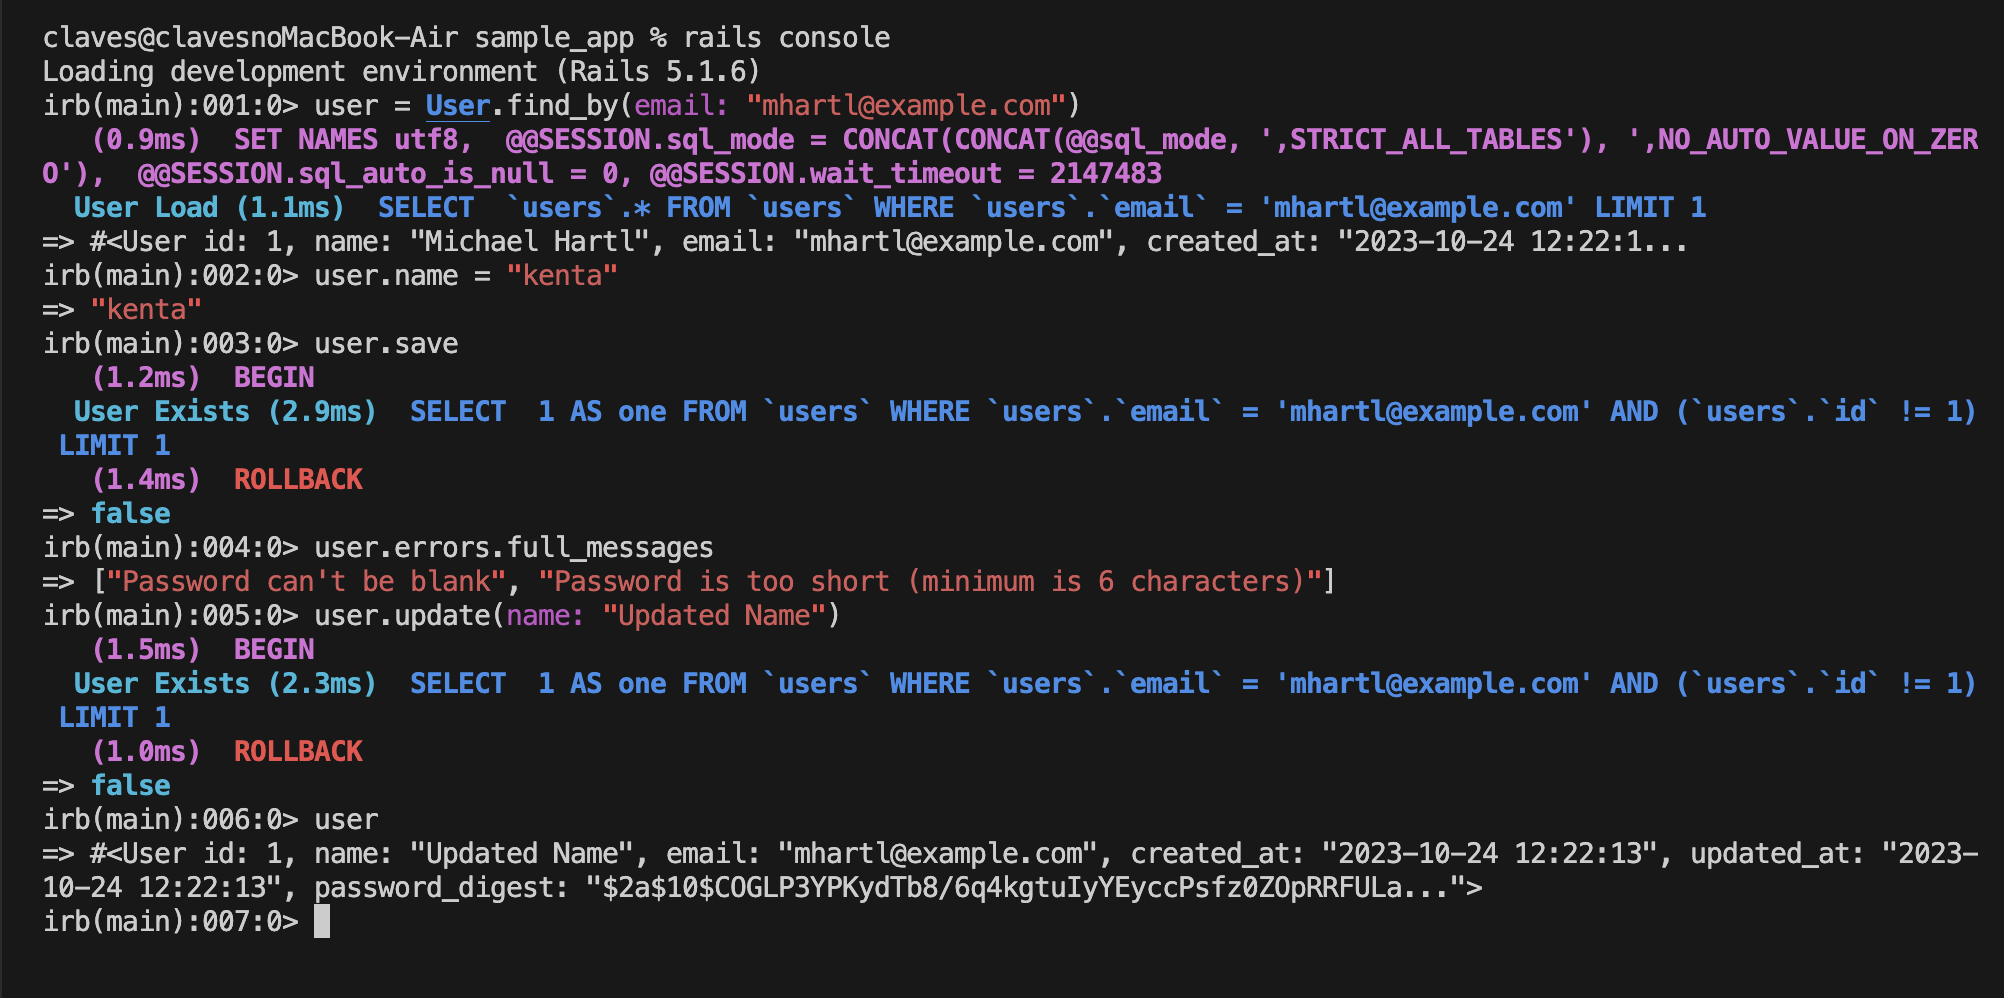 claves@clavesnoMacBook-Air sample_app % rails console
Loading development environment (Rails 5.1.6)
irb(main):001:0> user = User.find_by(email: "mhartl@example.com")
   (0.9ms)  SET NAMES utf8,  @@SESSION.sql_mode = CONCAT(CONCAT(@@sql_mode, ',STRICT_ALL_TABLES'), ',NO_AUTO_VALUE_ON_ZER
O'),  @@SESSION.sql_auto_is_null = 0, @@SESSION.wait_timeout = 2147483
  User Load (1.1ms)  SELECT  `users`.* FROM `users` WHERE `users`.`email` = 'mhartl@example.com' LIMIT 1
=> #<User id: 1, name: "Michael Hartl", email: "mhartl@example.com", created_at: "2023-10-24 12:22:1...
irb(main):002:0> user.name = "kenta"
=> "kenta"
irb(main):003:0> user.save
   (1.2ms)  BEGIN
  User Exists (2.9ms)  SELECT  1 AS one FROM `users` WHERE `users`.`email` = 'mhartl@example.com' AND (`users`.`id` != 1)
 LIMIT 1
   (1.4ms)  ROLLBACK
=> false
irb(main):004:0> user.errors.full_messages
=> ["Password can't be blank", "Password is too short (minimum is 6 characters)"]
irb(main):005:0> user.update(name: "Updated Name")
   (1.5ms)  BEGIN
  User Exists (2.3ms)  SELECT  1 AS one FROM `users` WHERE `users`.`email` = 'mhartl@example.com' AND (`users`.`id` != 1)
 LIMIT 1
   (1.0ms)  ROLLBACK
=> false
irb(main):006:0> user
=> #<User id: 1, name: "Updated Name", email: "mhartl@example.com", created_at: "2023-10-24 12:22:13", updated_at: "2023-
10-24 12:22:13", password_digest: "$2a$10$COGLP3YPKydTb8/6q4kgtuIyYEyccPsfz0ZOpRRFULa...">
irb(main):007:0>